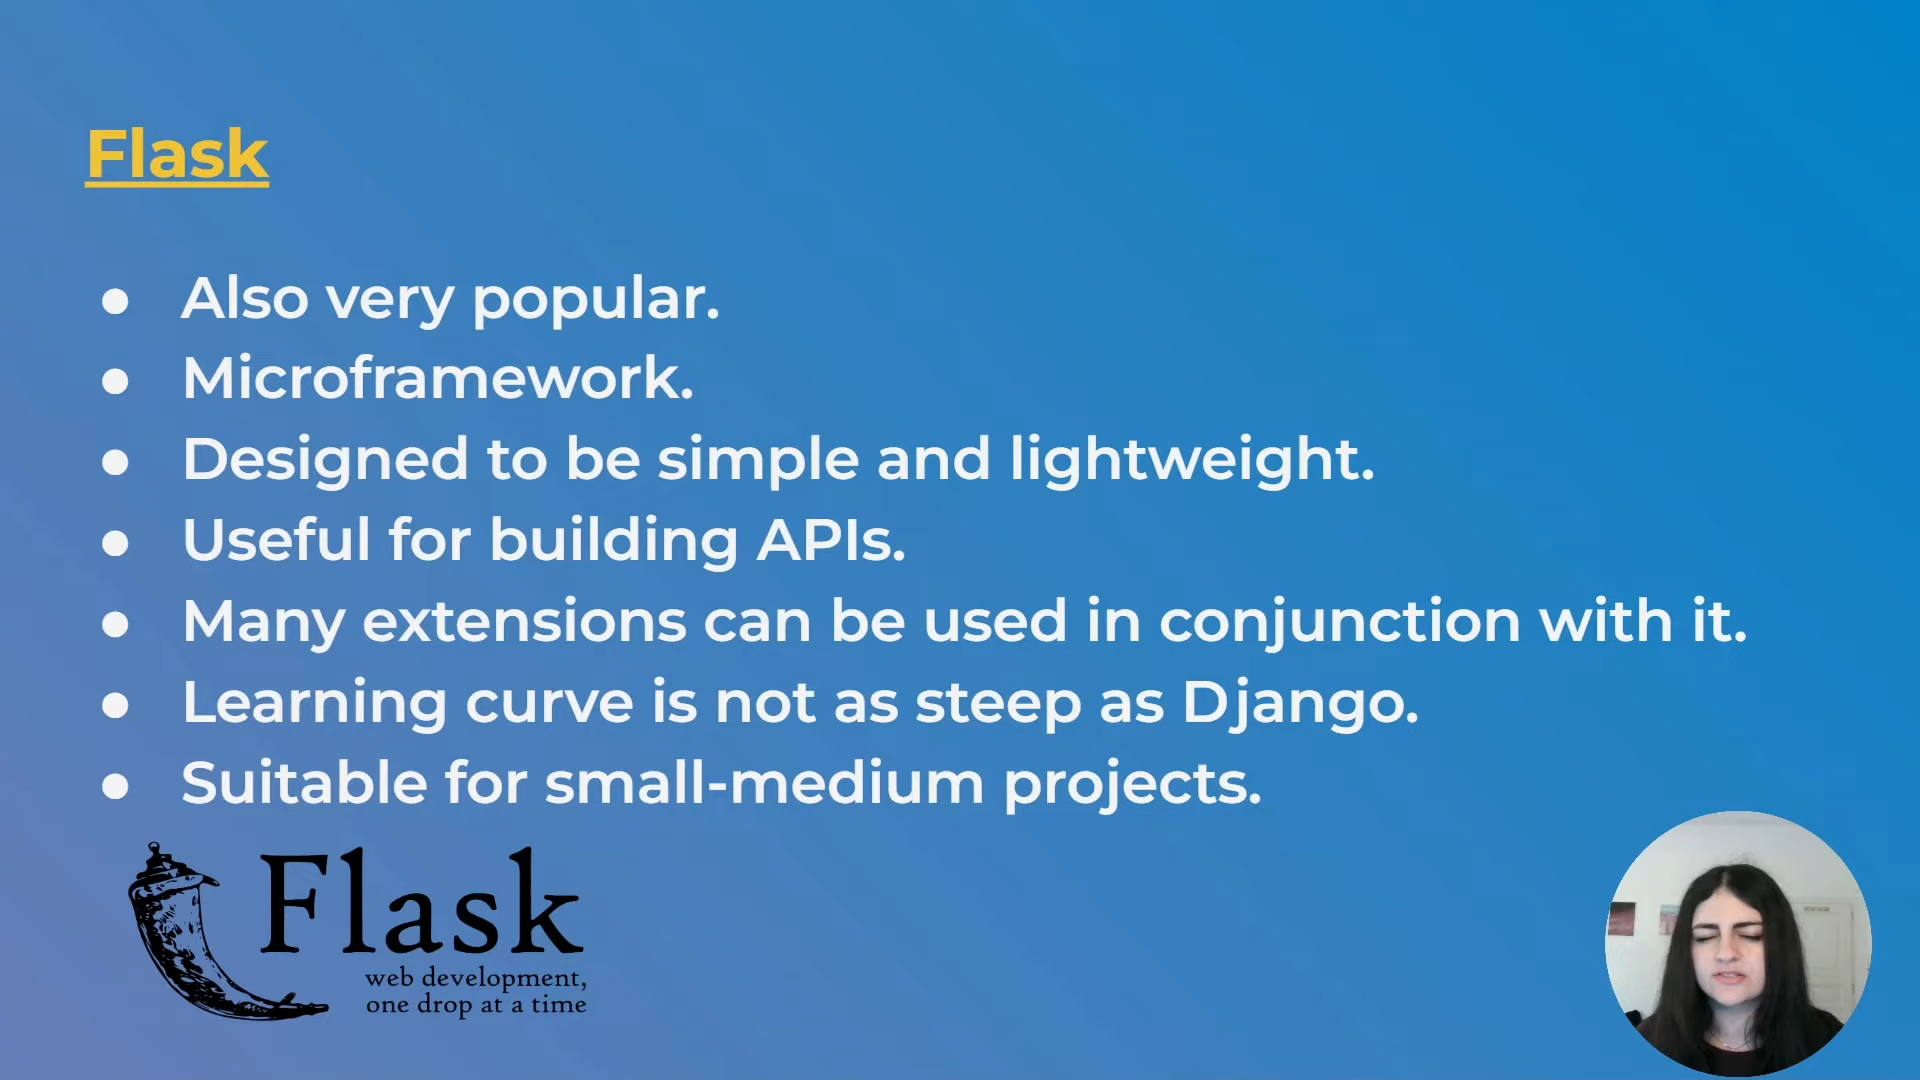 Flask
Also very popular.
Microframework.
Designed to be simple and lightweight.
Useful for building APIs.
Many extensions can be used in conjunction with it.
Learning curve is not as steep as Django.
Suitable for small-medium projects.
Flask
web development,
one drop at a time